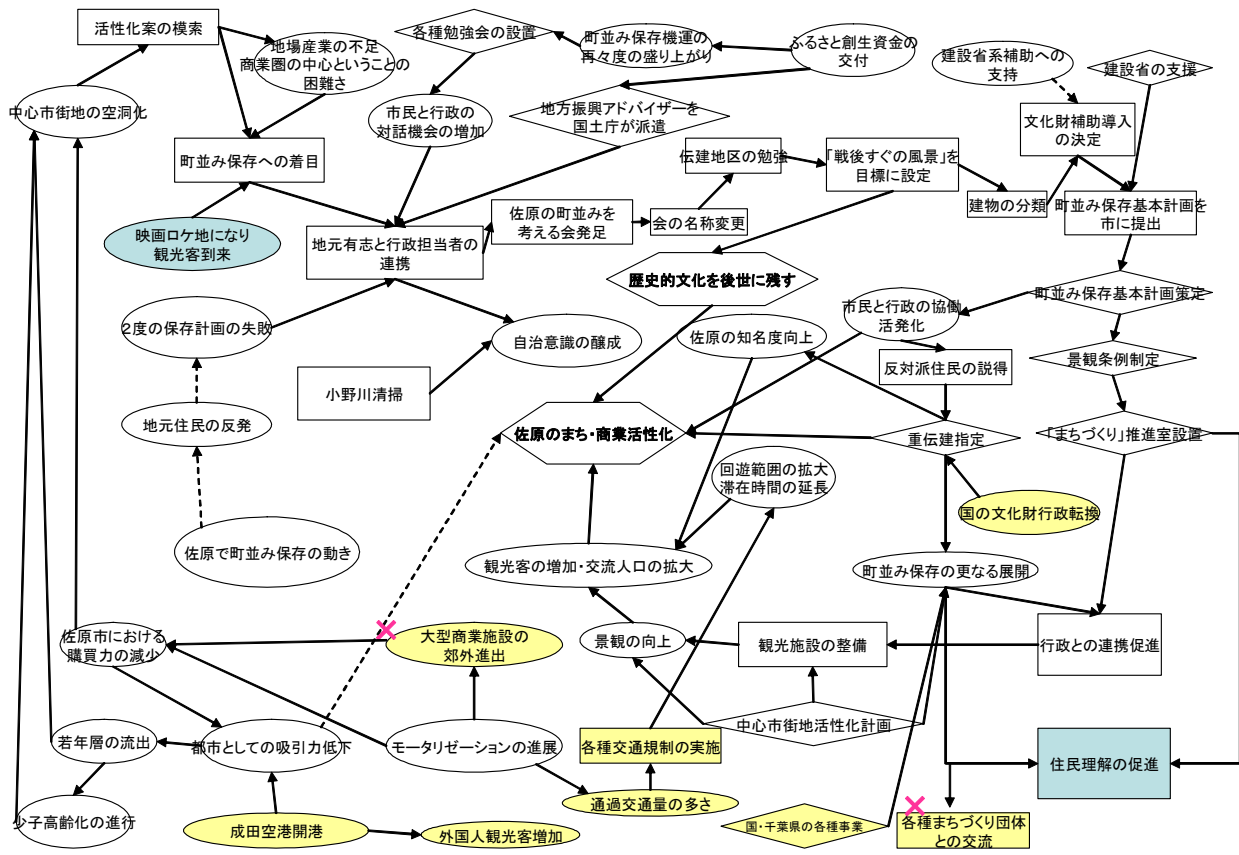 活性化案の模索
地場産業の不足
商業圏の中心ということの
困難さ
各種勉強会の設置
町並み保存機運の
再々度の盛り上がり
ふるさと創生資金の
交付
建設省系補助への
支持
建設省の支援
中心市街地の空洞化
市民と行政の
対話機会の増加
地方振興アドバイザーを
国土庁が派遣
文化財補助導入
の決定
町並み保存への着目
伝建地区の勉強
「戦後すぐの風景」を
目標に設定
建物の分類
町並み保存基本計画を
市に提出
映画ロケ地になり
観光客到来
地元有志と行政担当者の
連携
佐原の町並みを
考える会発足
会の名称変更
歴史的文化を後世に残す
町並み保存基本計画策定
2度の保存計画の失敗
自治意識の醸成
佐原の知名度向上
市民と行政の協働
活発化
景観条例制定
反対派住民の説得
小野川清掃
地元住民の反発
佐原のまち・商業活性化
重伝建指定
「まちづくり」推進室設置
回遊範囲の拡大
滞在時間の延長
国の文化財行政転換
佐原で町並み保存の動き
観光客の増加・交流人口の拡大
町並み保存の更なる展開
佐原市における
購買力の減少
大型商業施設の
郊外進出
景観の向上
観光施設の整備
行政との連携促進
若年層の流出
都市としての吸引力低下
モータリゼーションの進展
各種交通規制の実施
中心市街地活性化計画
住民理解の促進
少子高齢化の進行
成田空港開港
外国人観光客増加
通過交通量の多さ
国・千葉県の各種事業
各種まちづくり団体
との交流